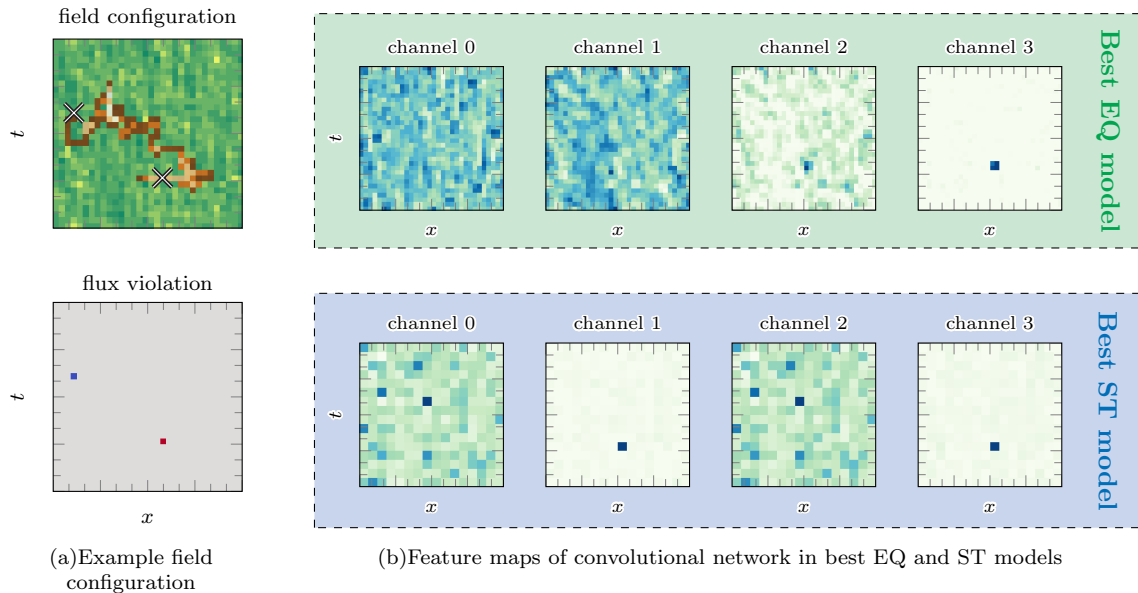 field configuration
t
flux violation
t
x
(a)Example field
configuration
channel 0
channel 1
channel 2
channel 3
t
x
x
x
x
Best EQ model
channel 0
channel 1
channel 2
channel 3
t
x
x
x
x
Best ST model
(b)Feature maps of convolutional network in best EQ and ST models